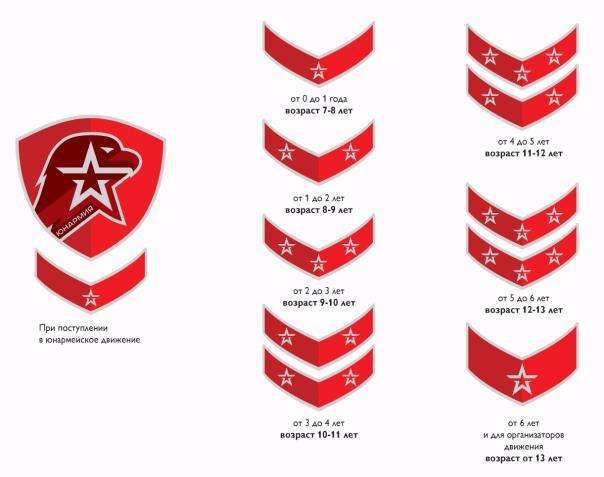 ЮНАРМИЯ
При поступлении
в юнармейское движение
от 0 до 1 года
возраст 7-8 лет
от 1 до 2 лет
возраст 8-9 лет
от 2 до 3 лет
возраст 9-10 лет
от 3 до 4 лет
возраст 10-11 лет
от 4 до 5 лет
возраст 11-12 лет
от 5 до 6 лет
возраст 12-13 лет
от 6 лет
и для организаторов
движения
возраст от 13 лет